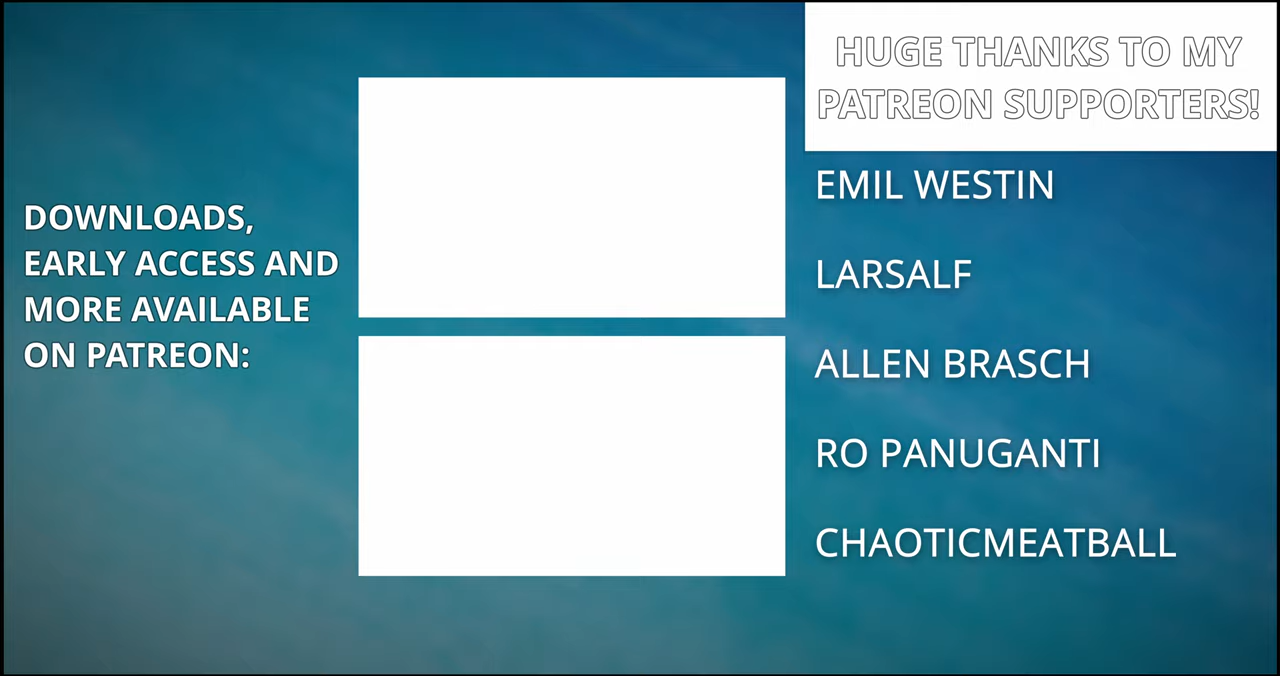 HUGE THANKS TO MY
PATREON SUPPORTERS!
DOWNLOADS,
EARLY ACCESS AND
MORE AVAILABLE
ON PATREON:
EMIL WESTIN
LARSALF
ALLEN BRASCH
RO PANUGANTI
CHAOTICMEATBALL